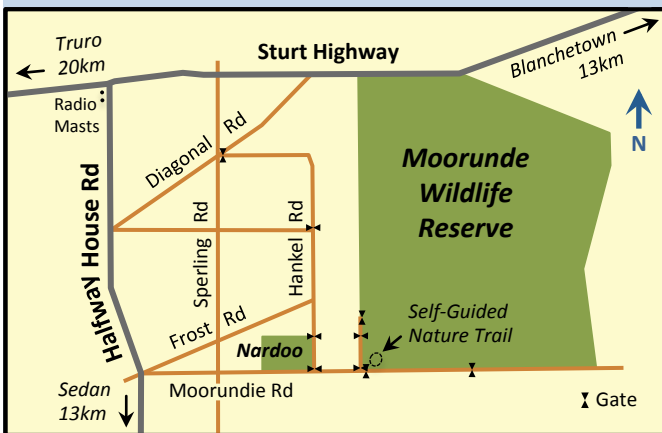 Truro
20km
Sturt Highway
Blanchetown
13km
Radio
Masts
N
Diagonal Rd
Halfway House Rd
Sperling Rd
Hankel Rd
Moorunde
Wildlife
Reserve
Frost Rd
Self-Guided
Nature Trail
Nardoo
Sedan
13km
Moorundie Rd
Gate